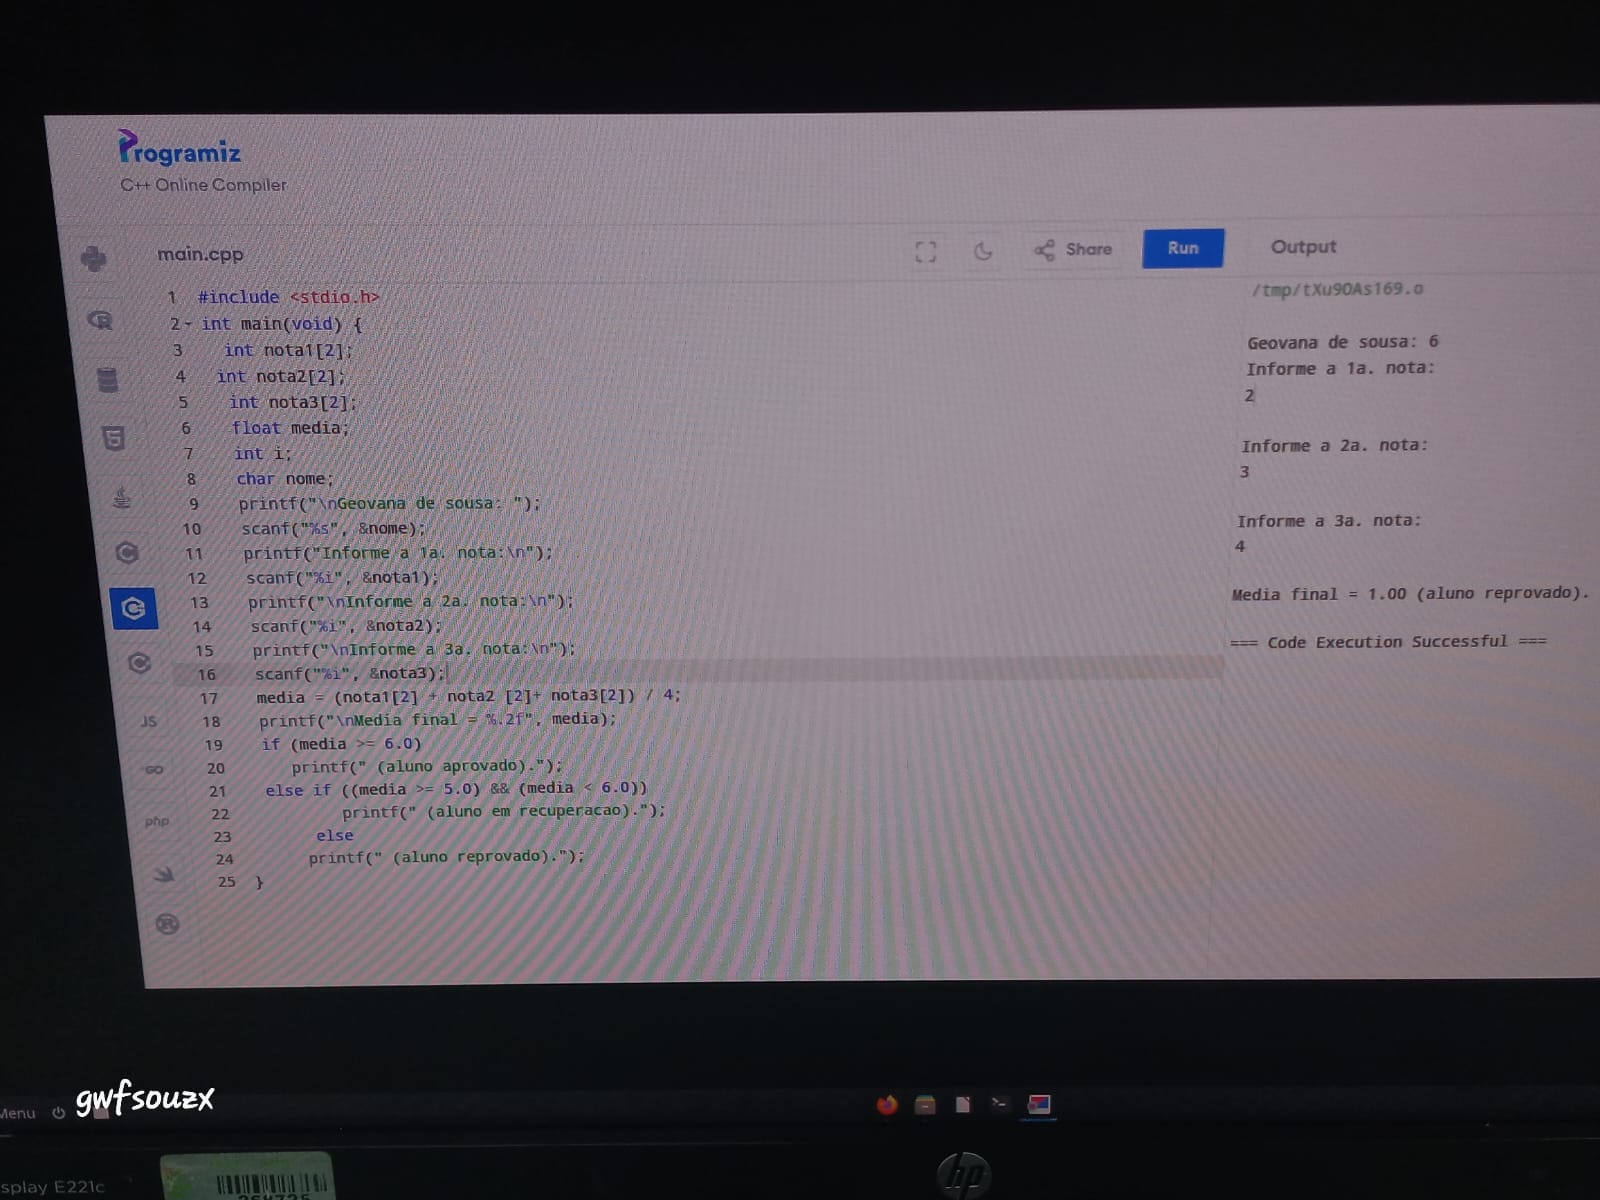 Programiz
C++ Online Compiler
main.cpp
Share
Run
Output
1 #include <stdio.h>
2 int main(void) {
3 int nota1[2];
4 int nota2[2];
5 int nota3[2];
6 float media;
7 int i;
8 char nome;
9 printf("\nGeovana de sousa: ");
10 scanf("%s", &nome);
11 printf("Informe a 1a. nota:\n");
12 scanf("%i", &nota1);
13 printf("\nInforme a 2a. nota:\n");
14 scanf("%i", &nota2);
15 printf("\nInforme a 3a. nota:\n");
16 scanf("%i", &nota3);
17 media = (nota1[2] + nota2 [2]+ nota3[2]) / 4;
18 printf("\nMedia final = %.2f", media);
19 if (media >= 6.0)
20 printf(" (aluno aprovado).");
21 else if ((media >= 5.0) && (media < 6.0))
22 printf(" (aluno em recuperacao).");
23 else
24 printf(" (aluno reprovado).");
25 }
/tmp/tXu9OAs169.o
Geovana de sousa: 6
Informe a 1a. nota:
2
Informe a 2a. nota:
3
Informe a 3a. nota:
4
Media final = 1.00 (aluno reprovado).
=== Code Execution Successful ===
JS
GO
php
Menu
gwfsouzx
hp
splay E221c